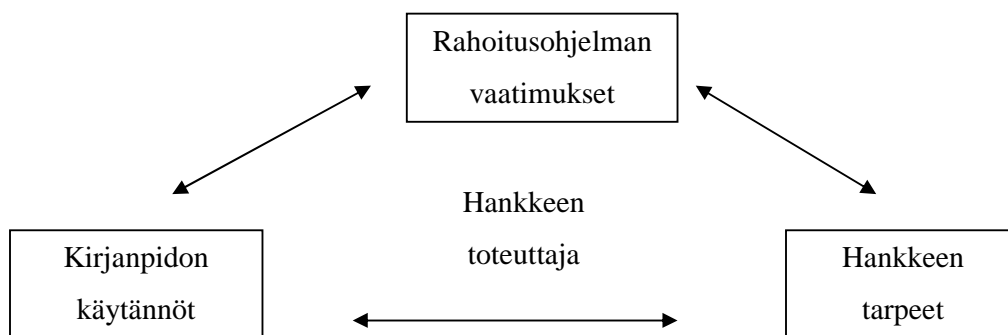 Rahoitusohjelman
vaatimukset
Hankkeen
toteuttaja
Kirjanpidon
käytännöt
Hankkeen
tarpeet